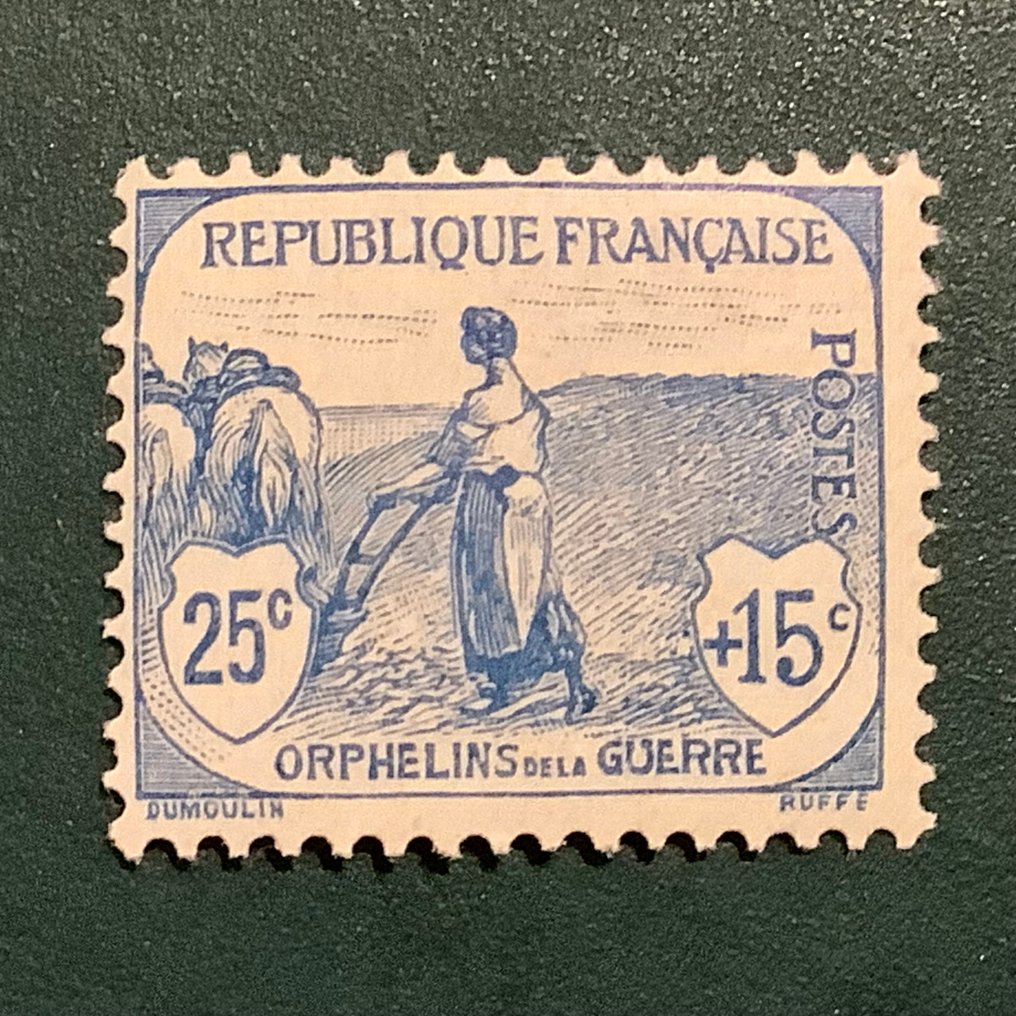 REPUBLIQUE FRANÇAISE
POSTES
25c
+15c
ORPHELINS DE LA GUERRE
DUMOULIN
RUFFE